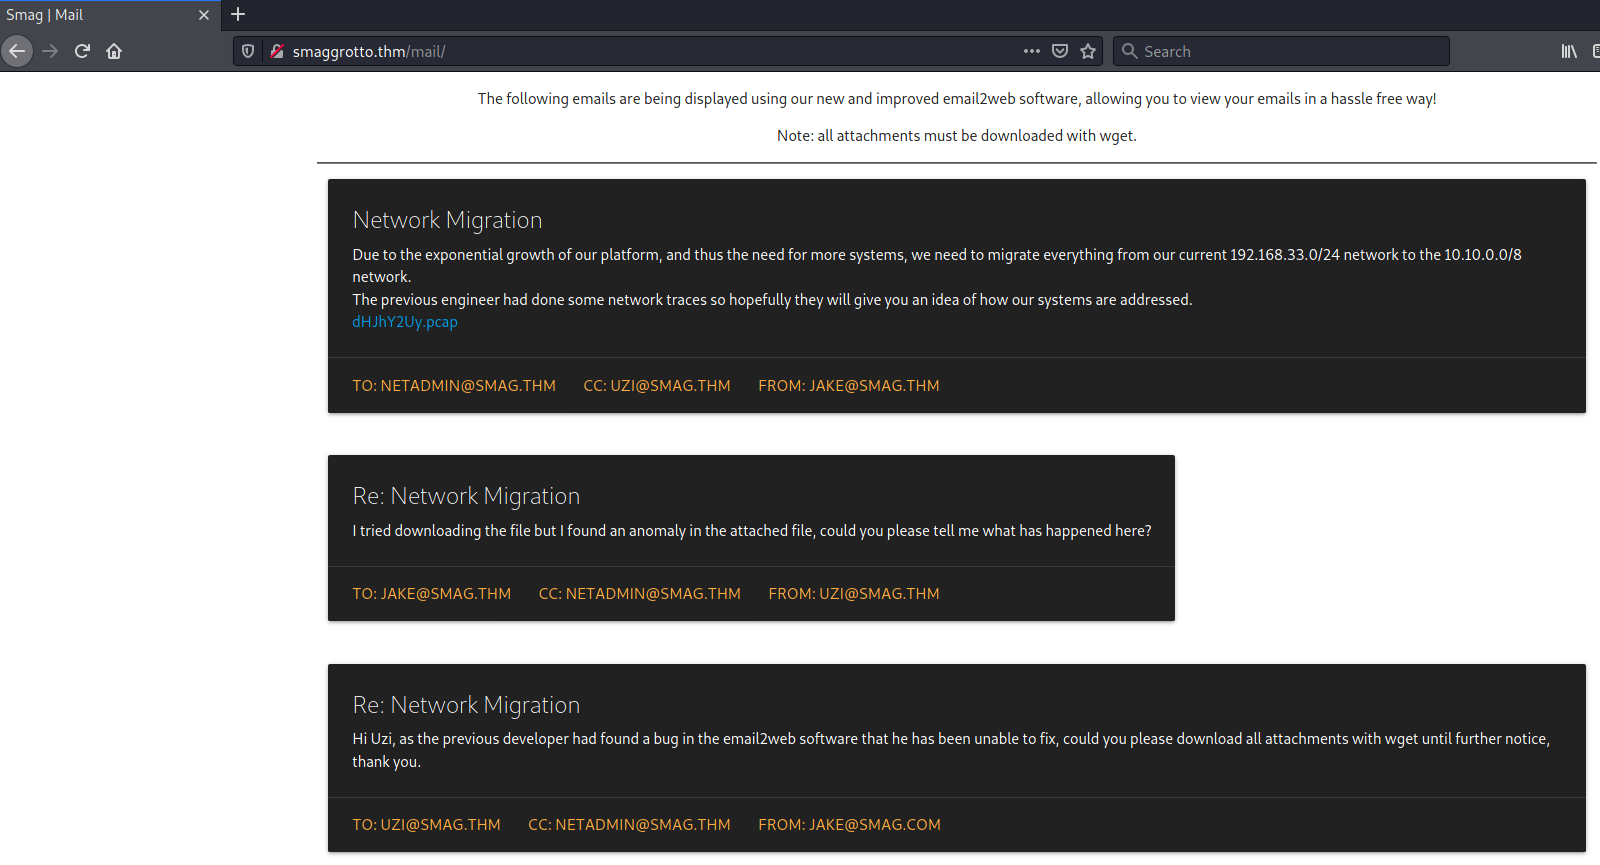 Smag | Mail
smaggrotto.thm/mail/
Search
The following emails are being displayed using our new and improved email2web software, allowing you to view your emails in a hassle free way!
Note: all attachments must be downloaded with wget.
Network Migration
Due to the exponential growth of our platform, and thus the need for more systems, we need to migrate everything from our current 192.168.33.0/24 network to the 10.10.0.0/8
network.
The previous engineer had done some network traces so hopefully they will give you an idea of how our systems are addressed.
dHJhY2Uy.pcap
TO: NETADMIN@SMAG.THM CC: UZI@SMAG.THM FROM: JAKE@SMAG.THM
Re: Network Migration
I tried downloading the file but I found an anomaly in the attached file, could you please tell me what has happened here?
TO: JAKE@SMAG.THM CC: NETADMIN@SMAG.THM FROM: UZI@SMAG.THM
Re: Network Migration
Hi Uzi, as the previous developer had found a bug in the email2web software that he has been unable to fix, could you please download all attachments with wget until further notice,
thank you.
TO: UZI@SMAG.THM CC: NETADMIN@SMAG.THM FROM: JAKE@SMAG.COM